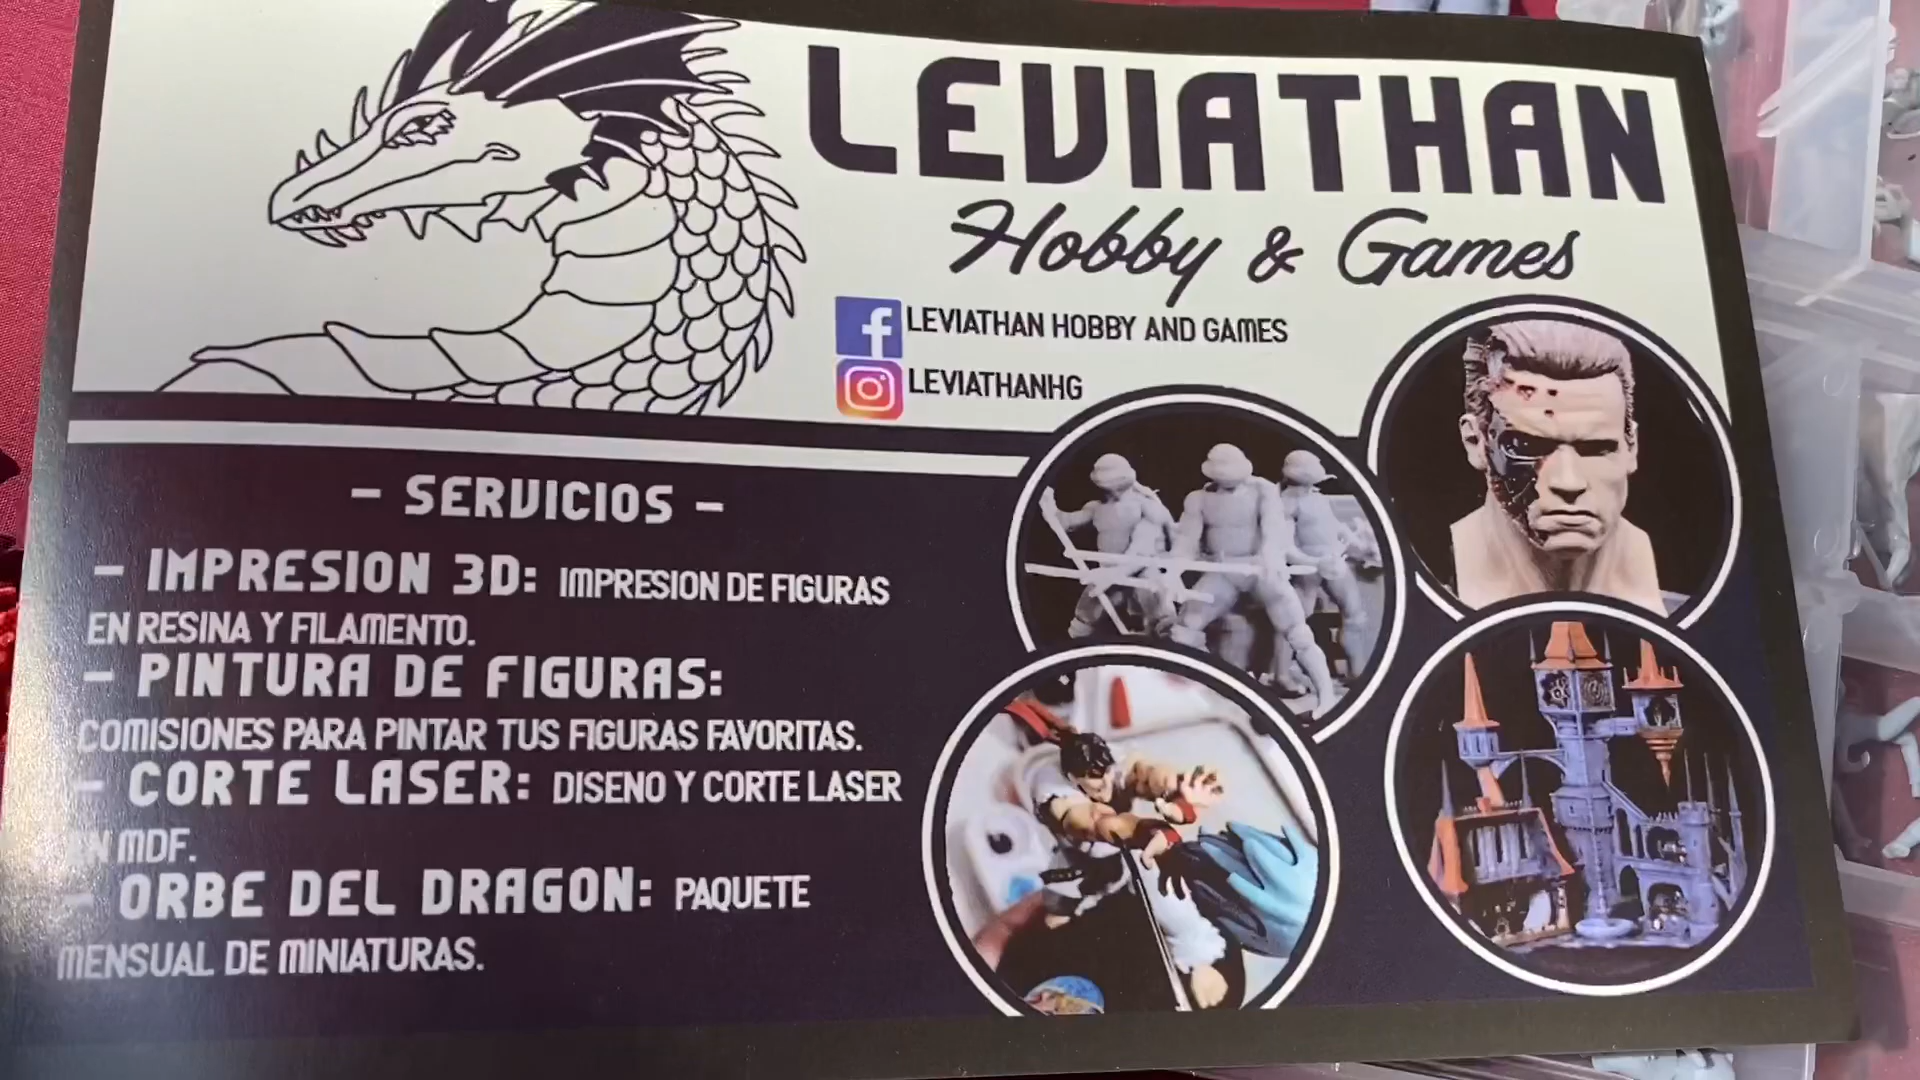 LEVIATHAN
Hobby & Games
LEVIATHAN HOBBY AND GAMES
LEVIATHANHG
- SERVICIOS -
- IMPRESION 3D: IMPRESION DE FIGURAS
EN RESINA Y FILAMENTO.
- PINTURA DE FIGURAS:
COMISIONES PARA PINTAR TUS FIGURAS FAVORITAS.
- CORTE LASER: DISENO Y CORTE LASER
EN MDF.
- ORBE DEL DRAGON: PAQUETE
MENSUAL DE MINIATURAS.